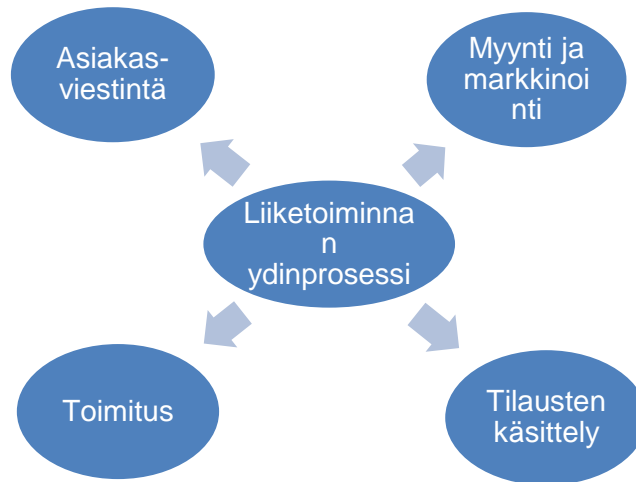 Asiakas-
viestintä
Myynti ja
markkinoi
nti
Liiketoiminna
n
ydinprosessi
Toimitus
Tilausten
käsittely